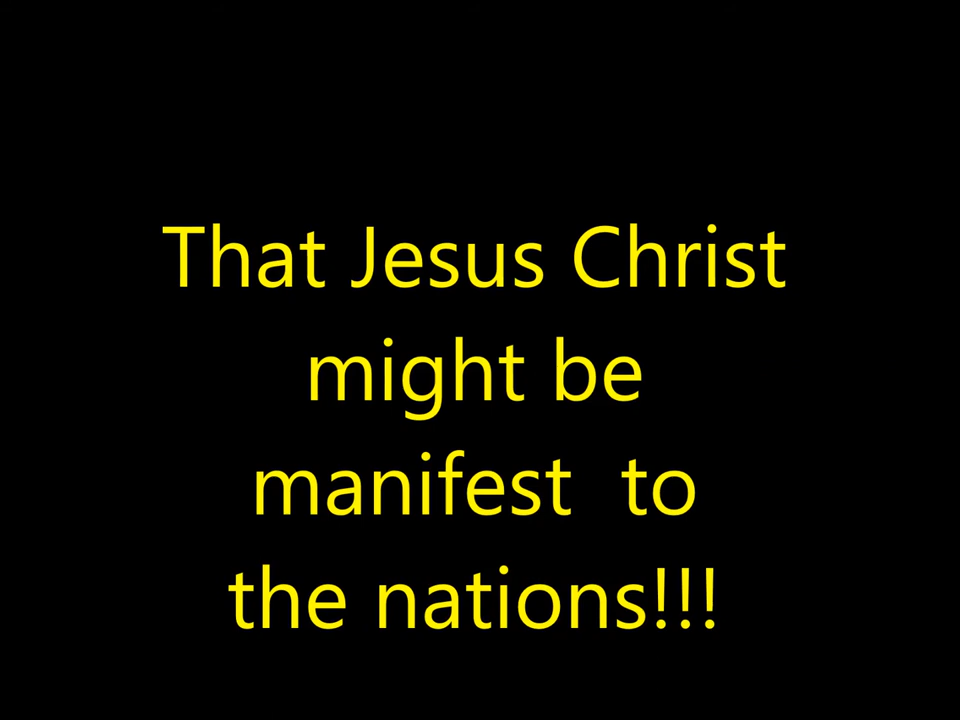 That Jesus Christ
might be
manifest  to
the nations!!!